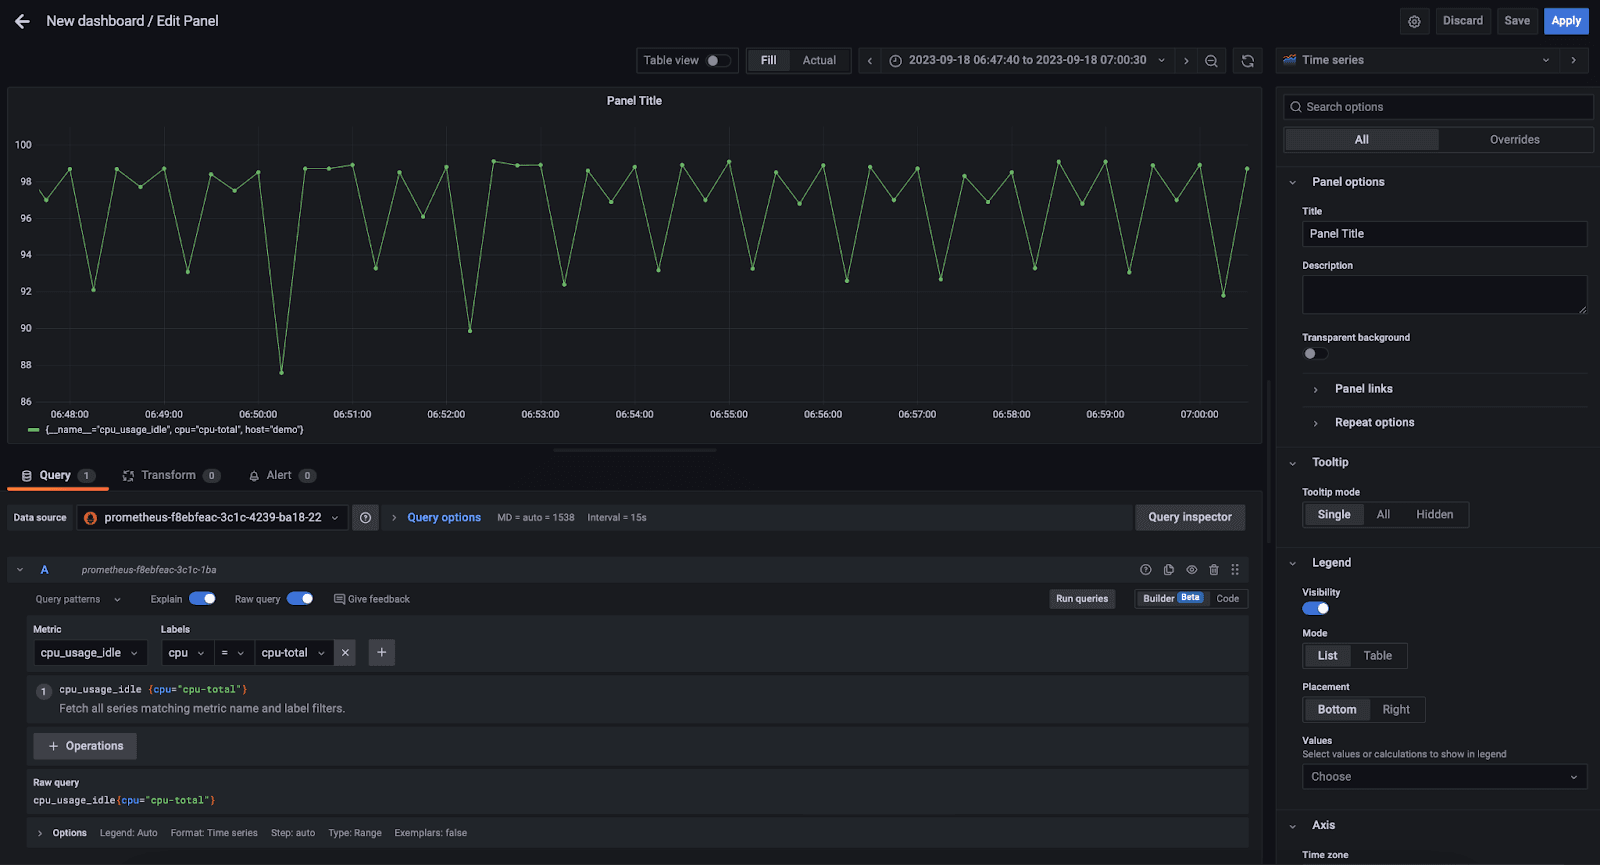 New dashboard / Edit Panel
Discard
Save
Apply
Table view
Fill
Actual
2023-09-18 06:47:40 to 2023-09-18 07:00:30
Time series
Panel Title
100
98
96
94
92
90
88
86
06:48:00 06:49:00 06:50:00 06:51:00 06:52:00 06:53:00 06:54:00 06:55:00 06:56:00 06:57:00 06:58:00 06:59:00 07:00:00
{__name__="cpu_usage_idle", cpu="cpu-total", host="demo"}
Search options
All
Overrides
Panel options
Title
Panel Title
Description
Transparent background
Panel links
Repeat options
Tooltip
Tooltip mode
Single All Hidden
Legend
Visibility
Mode
List Table
Placement
Bottom Right
Values
Select values or calculations to show in legend
Choose
Axis
Time zone
Query 1
Transform 0
Alert 0
Data source
prometheus-f8ebfeac-3c1c-4239-ba18-22
Query options
MD = auto = 1538
Interval = 15s
Query inspector
A
prometheus-f8ebfeac-3c1c-1ba
Query patterns
Explain
Raw query
Give feedback
Run queries
Builder Beta
Code
Metric
Labels
cpu_usage_idle
cpu
=
cpu-total
1
cpu_usage_idle {cpu="cpu-total"}
Fetch all series matching metric name and label filters.
+ Operations
Raw query
cpu_usage_idle{cpu="cpu-total"}
Options
Legend: Auto
Format: Time series
Step: auto
Type: Range
Exemplars: false